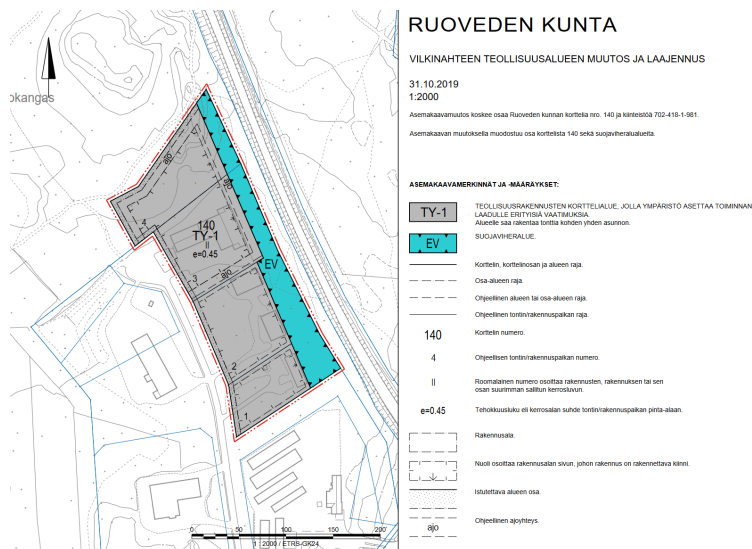 RUOVEDEN KUNTA
VILKINAHTEEN TEOLLISUUSALUEEN MUUTOS JA LAAJENNUS
31.10.2019
1:2000
Asemakaavamuutos koskee osaa Ruoveden kunnan korttelia nro. 140 ja kiinteistöä 702-418-1-981.
Asemakaavan muutoksella muodostuu osa korttelista 140 sekä suojaviheralueita.
ASEMAKAAVAMERKINNÄT JA -MÄÄRÄYKSET:
TY-1
TEOLLISUUSRAKENNUSTEN KORTTELIALUE, JOLLA YMPÄRISTÖ ASETTAA TOIMINNAN
LAADULLE ERITYISIÄ VAATIMUKSIA.
Alueelle saa rakentaa tonttia kohden yhden asunnon.
EV
SUOJAVIHERALUE.
Korttelin, korttelinosan ja alueen raja.
Osa-alueen raja.
Ohjeellinen alueen tai osa-alueen raja.
Ohjeellinen tontin/rakennuspaikan raja.
140
Korttelin numero.
4
Ohjeellisen tontin/rakennuspaikan numero.
II
Roomalainen numero osoittaa rakennusten, rakennuksen tai sen
osan suurimman sallitun kerrosluvun.
e=0.45
Tehokkuusluku eli kerrosalan suhde tontin/rakennuspaikan pinta-alaan.
Rakennusala.
Nuoli osoittaa rakennusalan sivun, johon rakennus on rakennettava kiinni.
Istutettava alueen osa.
ajo
Ohjeellinen ajoyhteys.
okangas
ajo
4
140
TY-1
II
e=0.45
EV
3
ajo
2
1
0 50 100 150 200
1 : 2000 / ETRS-GK24